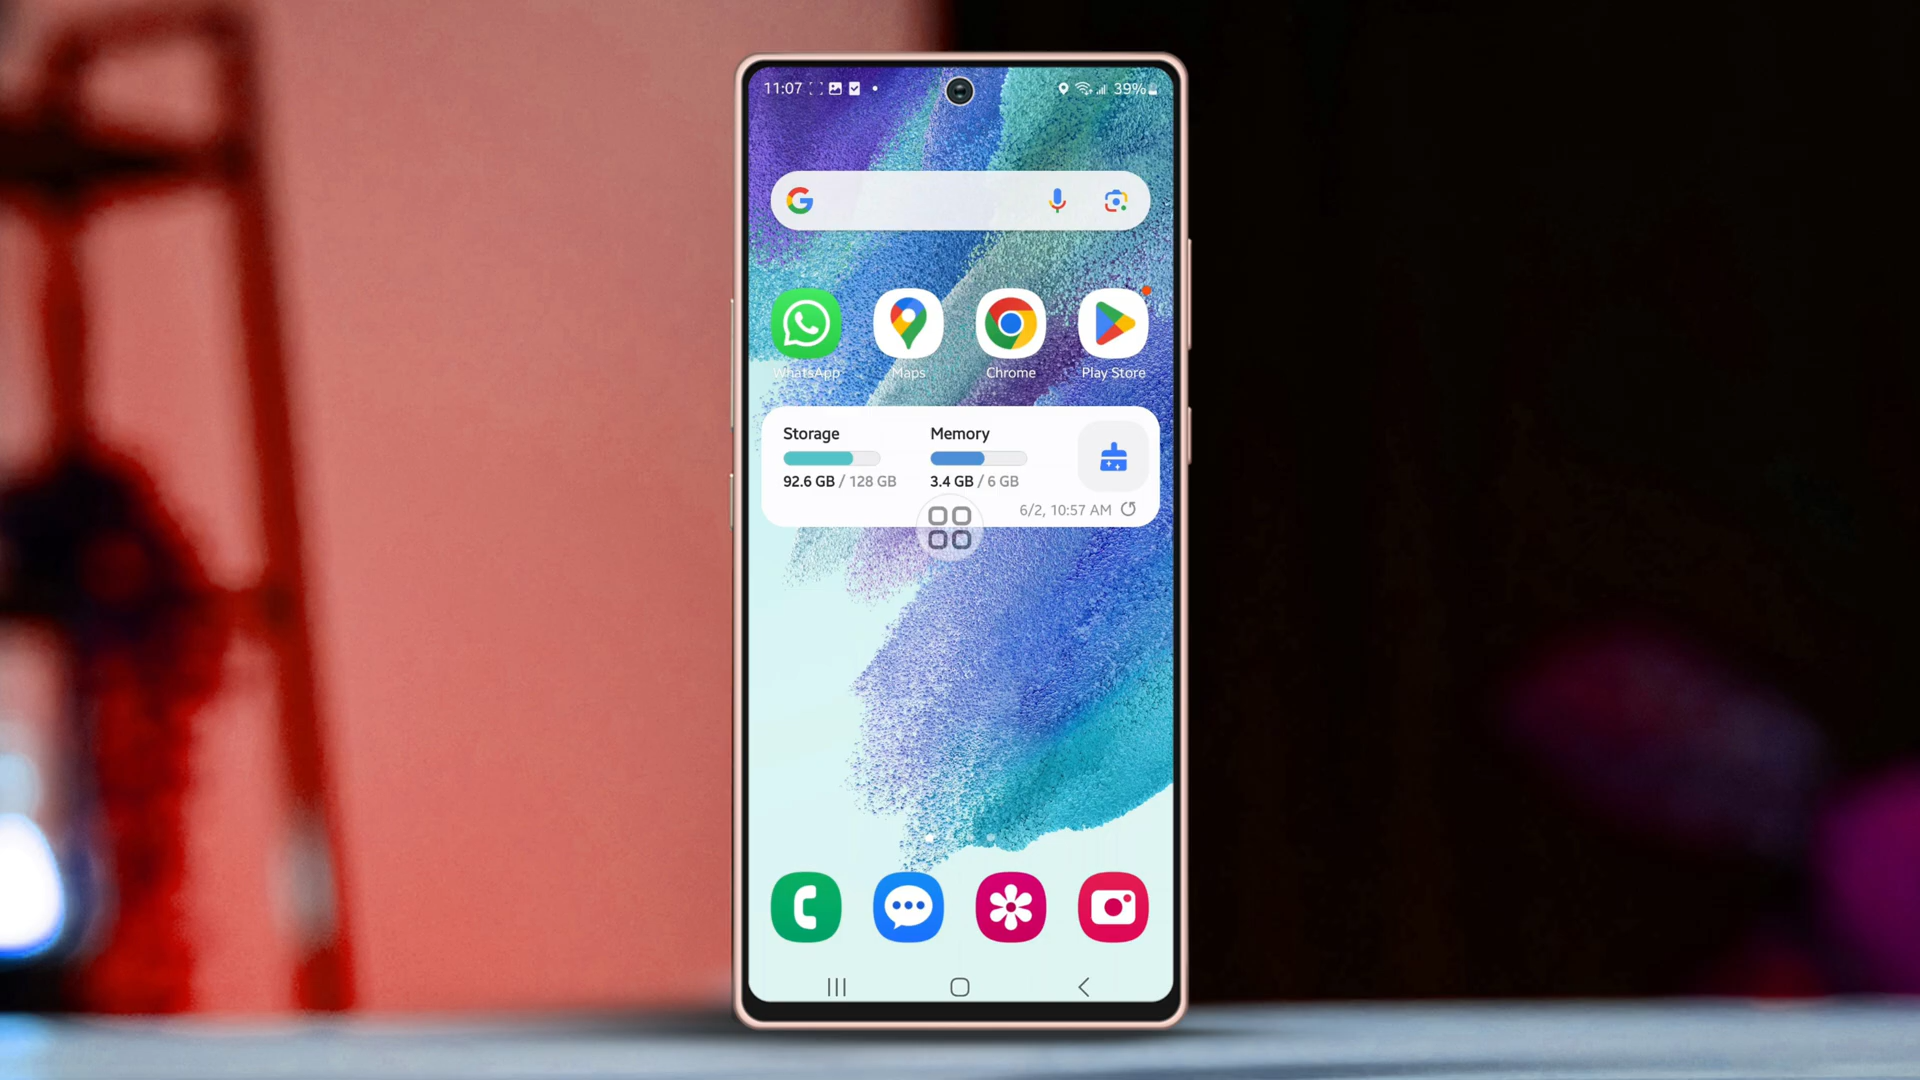 11:07 39%
WhatsApp Maps Chrome Play Store
Storage Memory
92.6 GB / 128 GB 3.4 GB / 6 GB
6/2, 10:57 AM